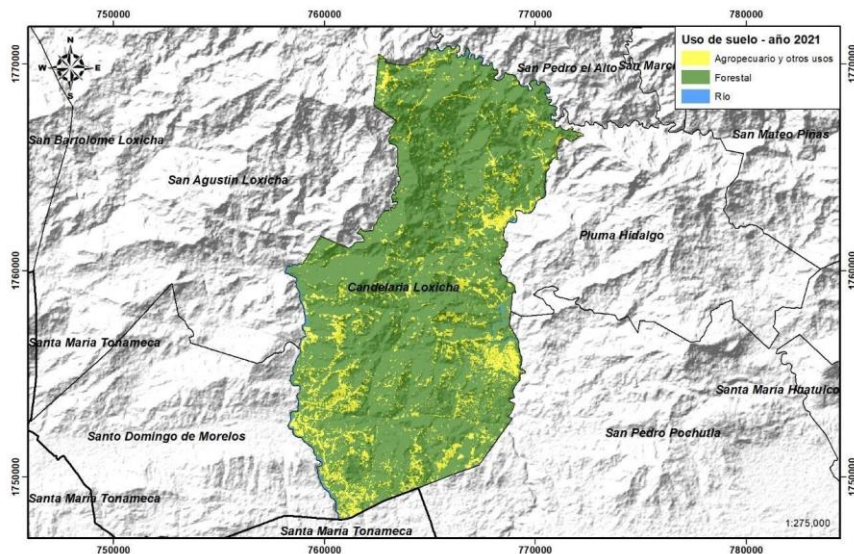 750000 760000 770000 780000
Uso de suelo - año 2021
Agropecuario y otros usos
Forestal
Río
N
W E
S
1770000
1770000
San Pedro el Alto
San Marc
San Bartolomé Loxicha
San Mateo Piñas
San Agustín Loxicha
Pluma Hidalgo
1760000
1760000
Candelaria Loxicha
Santa María Tonameca
Santa María Huatulco
Santo Domingo de Morelos
San Pedro Pochutla
1750000
1750000
Santa María Tonameca
Santa María Tonameca
1:275,000
750000 760000 770000 780000